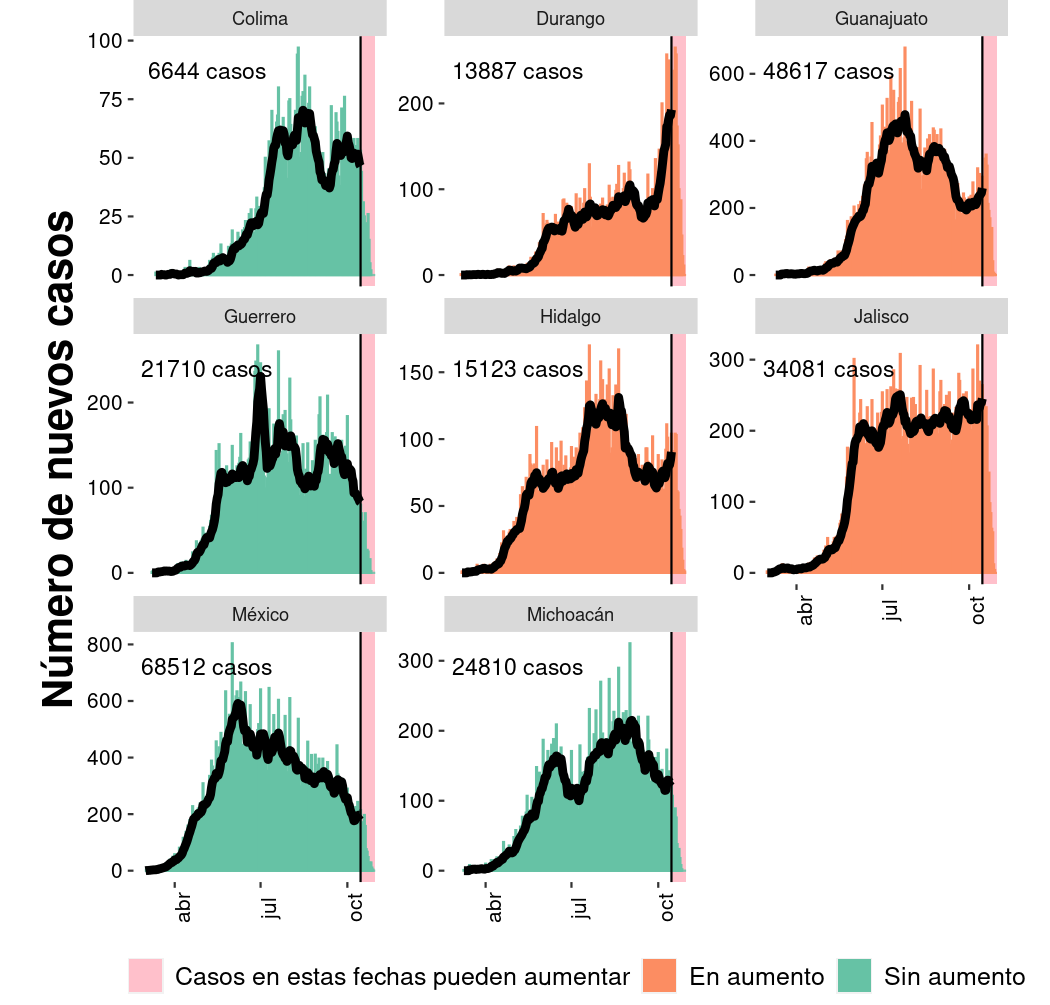 Colima
Durango
Guanajuato
6644 casos
13887 casos
48617 casos
100
75
50
25
0
200
100
0
600
400
200
0
Número de nuevos casos
Guerrero
Hidalgo
Jalisco
21710 casos
15123 casos
34081 casos
200
100
0
150
100
50
0
300
200
100
0
abr
jul
oct
México
Michoacán
68512 casos
24810 casos
800
600
400
200
0
300
200
100
0
abr
jul
oct
abr
jul
oct
Casos en estas fechas pueden aumentar
En aumento
Sin aumento